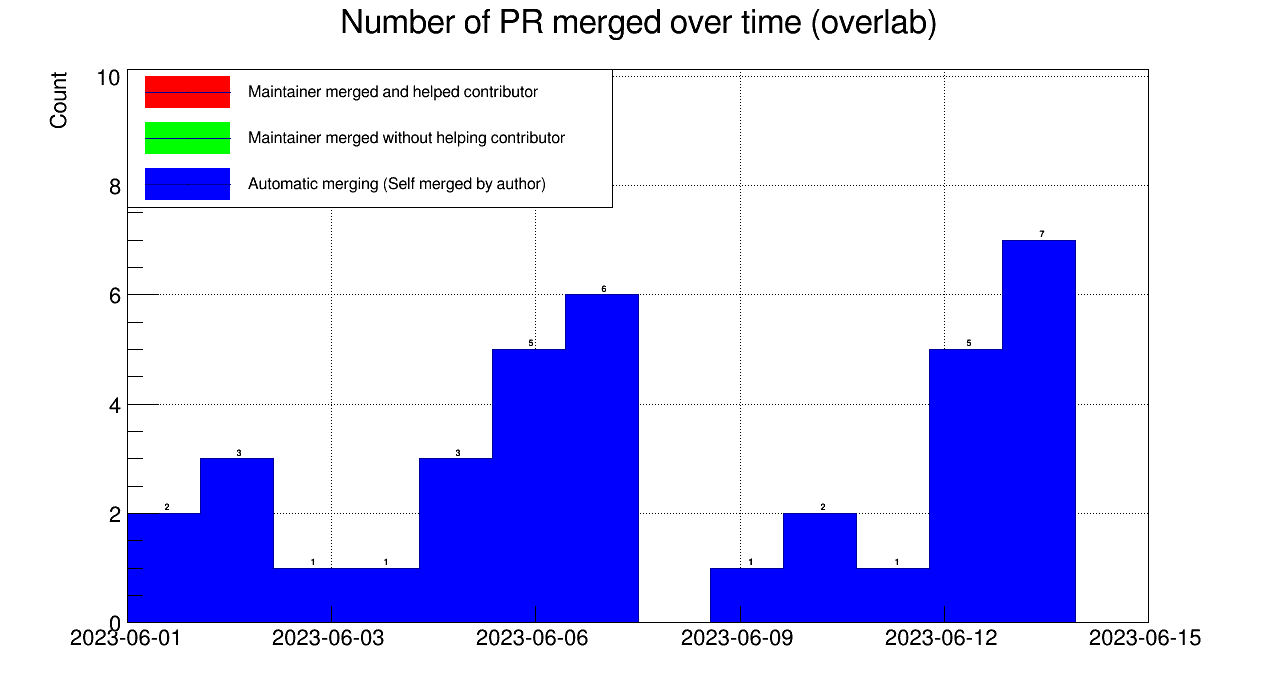 Number of PR merged over time (overlab)
Count
10
8
6
4
2
0
Maintainer merged and helped contributor
Maintainer merged without helping contributor
Automatic merging (Self merged by author)
2 3 1 1 3 5 6 1 2 1 5 7
2023-06-01 2023-06-03 2023-06-06 2023-06-09 2023-06-12 2023-06-15